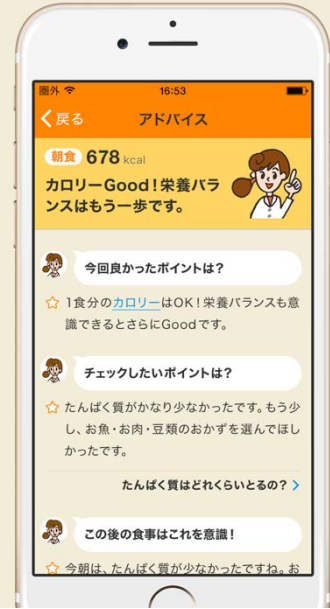 圏外 16:53
戻る アドバイス
朝食 678 kcal
カロリーGood!栄養バラ
ンスはもう一歩です。
今回良かったポイントは?
1食分のカロリーはOK!栄養バランスも意
識できるとさらにGoodです。
チェックしたいポイントは?
たんぱく質がかなり少なかったです。もう少
し、お魚・お肉・豆類のおかずを選んでほし
かったです。
たんぱく質はどれくらいとるの?
この後の食事はこれを意識!
今朝は、たんぱく質が少なかったですね。お